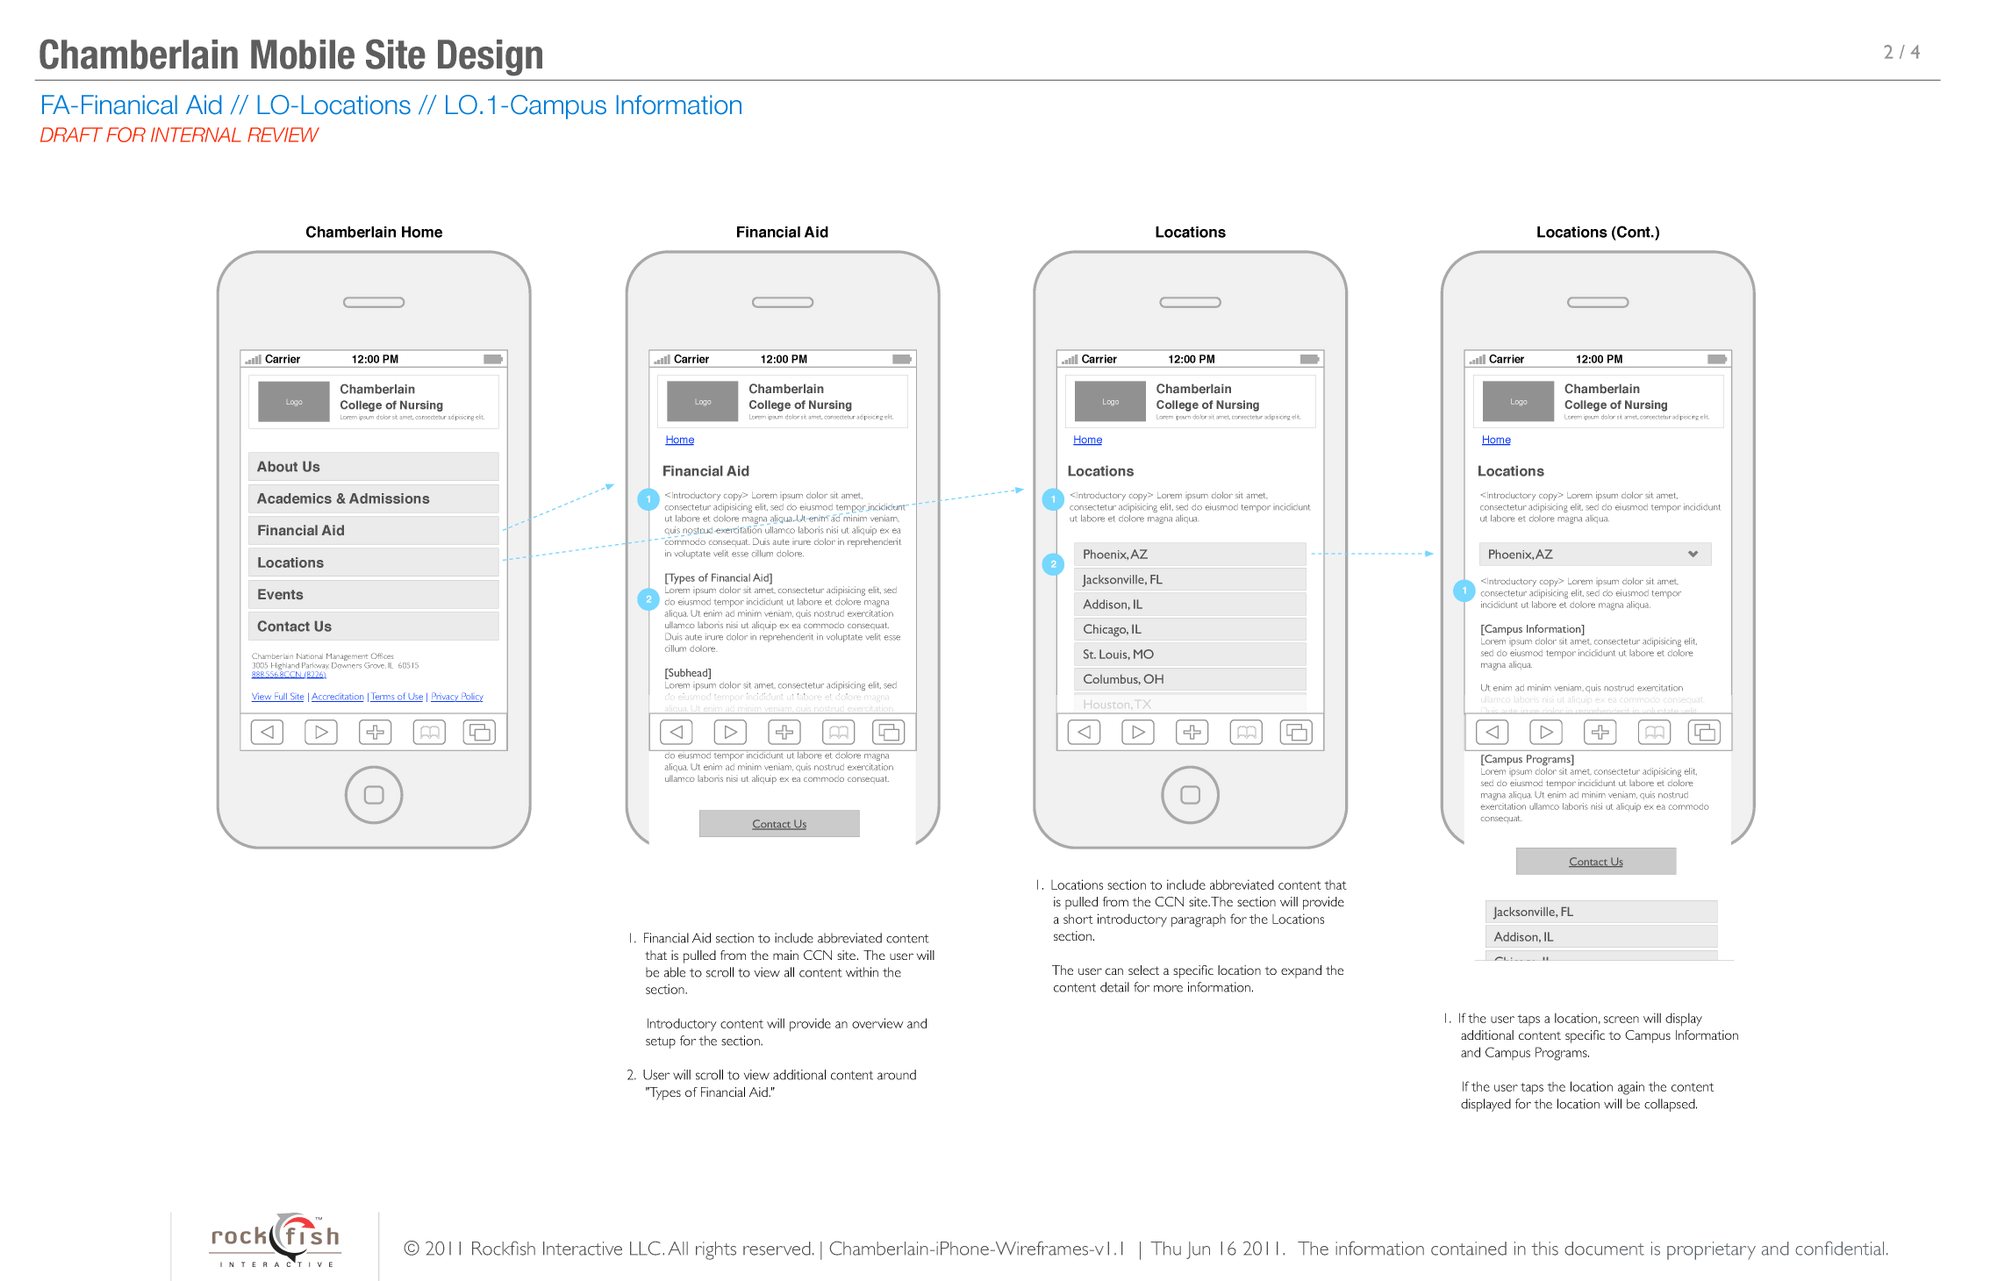 Chamberlain Mobile Site Design
2 / 4
FA-Finanical Aid // LO-Locations // LO.1-Campus Information
DRAFT FOR INTERNAL REVIEW
Chamberlain Home
Carrier 12:00 PM
Logo
Chamberlain
College of Nursing
Lorem ipsum dolor sit amet, consectetur adipisicing elit.
About Us
Academics & Admissions
Financial Aid
Locations
Events
Contact Us
Chamberlain National Management Offices
3005 Highland Parkway, Downers Grove, IL 60515
888.556.8CCN (8226)
View Full Site | Accreditation | Terms of Use | Privacy Policy
Financial Aid
Carrier 12:00 PM
Logo
Chamberlain
College of Nursing
Lorem ipsum dolor sit amet, consectetur adipisicing elit.
Home
Financial Aid
1
<Introductory copy> Lorem ipsum dolor sit amet,
consectetur adipisicing elit, sed do eiusmod tempor incididunt
ut labore et dolore magna aliqua. Ut enim ad minim veniam,
quis nostrud exercitation ullamco laboris nisi ut aliquip ex ea
commodo consequat. Duis aute irure dolor in reprehenderit
in voluptate velit esse cillum dolore.
[Types of Financial Aid]
2
Lorem ipsum dolor sit amet, consectetur adipisicing elit, sed
do eiusmod tempor incididunt ut labore et dolore magna
aliqua. Ut enim ad minim veniam, quis nostrud exercitation
ullamco laboris nisi ut aliquip ex ea commodo consequat.
Duis aute irure dolor in reprehenderit in voluptate velit esse
cillum dolore.
[Subhead]
Lorem ipsum dolor sit amet, consectetur adipisicing elit, sed
do eiusmod tempor incididunt ut labore et dolore magna
aliqua. Ut enim ad minim veniam, quis nostrud exercitation
do eiusmod tempor incididunt ut labore et dolore magna
aliqua. Ut enim ad minim veniam, quis nostrud exercitation
ullamco laboris nisi ut aliquip ex ea commodo consequat.
Contact Us
1. Financial Aid section to include abbreviated content
that is pulled from the main CCN site. The user will
be able to scroll to view all content within the
section.
Introductory content will provide an overview and
setup for the section.
2. User will scroll to view additional content around
"Types of Financial Aid."
Locations
Carrier 12:00 PM
Logo
Chamberlain
College of Nursing
Lorem ipsum dolor sit amet, consectetur adipisicing elit.
Home
Locations
1
<Introductory copy> Lorem ipsum dolor sit amet,
consectetur adipisicing elit, sed do eiusmod tempor incididunt
ut labore et dolore magna aliqua.
2
Phoenix, AZ
Jacksonville, FL
Addison, IL
Chicago, IL
St. Louis, MO
Columbus, OH
Houston, TX
1. Locations section to include abbreviated content that
is pulled from the CCN site. The section will provide
a short introductory paragraph for the Locations
section.
The user can select a specific location to expand the
content detail for more information.
Locations (Cont.)
Carrier 12:00 PM
Logo
Chamberlain
College of Nursing
Lorem ipsum dolor sit amet, consectetur adipisicing elit.
Home
Locations
<Introductory copy> Lorem ipsum dolor sit amet,
consectetur adipisicing elit, sed do eiusmod tempor incididunt
ut labore et dolore magna aliqua.
Phoenix, AZ
1
<Introductory copy> Lorem ipsum dolor sit amet,
consectetur adipisicing elit, sed do eiusmod tempor
incididunt ut labore et dolore magna aliqua.
[Campus Information]
Lorem ipsum dolor sit amet, consectetur adipisicing elit,
sed do eiusmod tempor incididunt ut labore et dolore
magna aliqua.
Ut enim ad minim veniam, quis nostrud exercitation
ullamco laboris nisi ut aliquip ex ea commodo consequat.
Duis aute irure dolor in reprehenderit in voluptate velit
[Campus Programs]
Lorem ipsum dolor sit amet, consectetur adipisicing elit,
sed do eiusmod tempor incididunt ut labore et dolore
magna aliqua. Ut enim ad minim veniam, quis nostrud
exercitation ullamco laboris nisi ut aliquip ex ea commodo
consequat.
Contact Us
Jacksonville, FL
Addison, IL
Chicago, IL
1. If the user taps a location, screen will display
additional content specific to Campus Information
and Campus Programs.
If the user taps the location again the content
displayed for the location will be collapsed.
rockfish™
INTERACTIVE
© 2011 Rockfish Interactive LLC. All rights reserved. | Chamberlain-iPhone-Wireframes-v1.1 | Thu Jun 16 2011. The information contained in this document is proprietary and confidential.